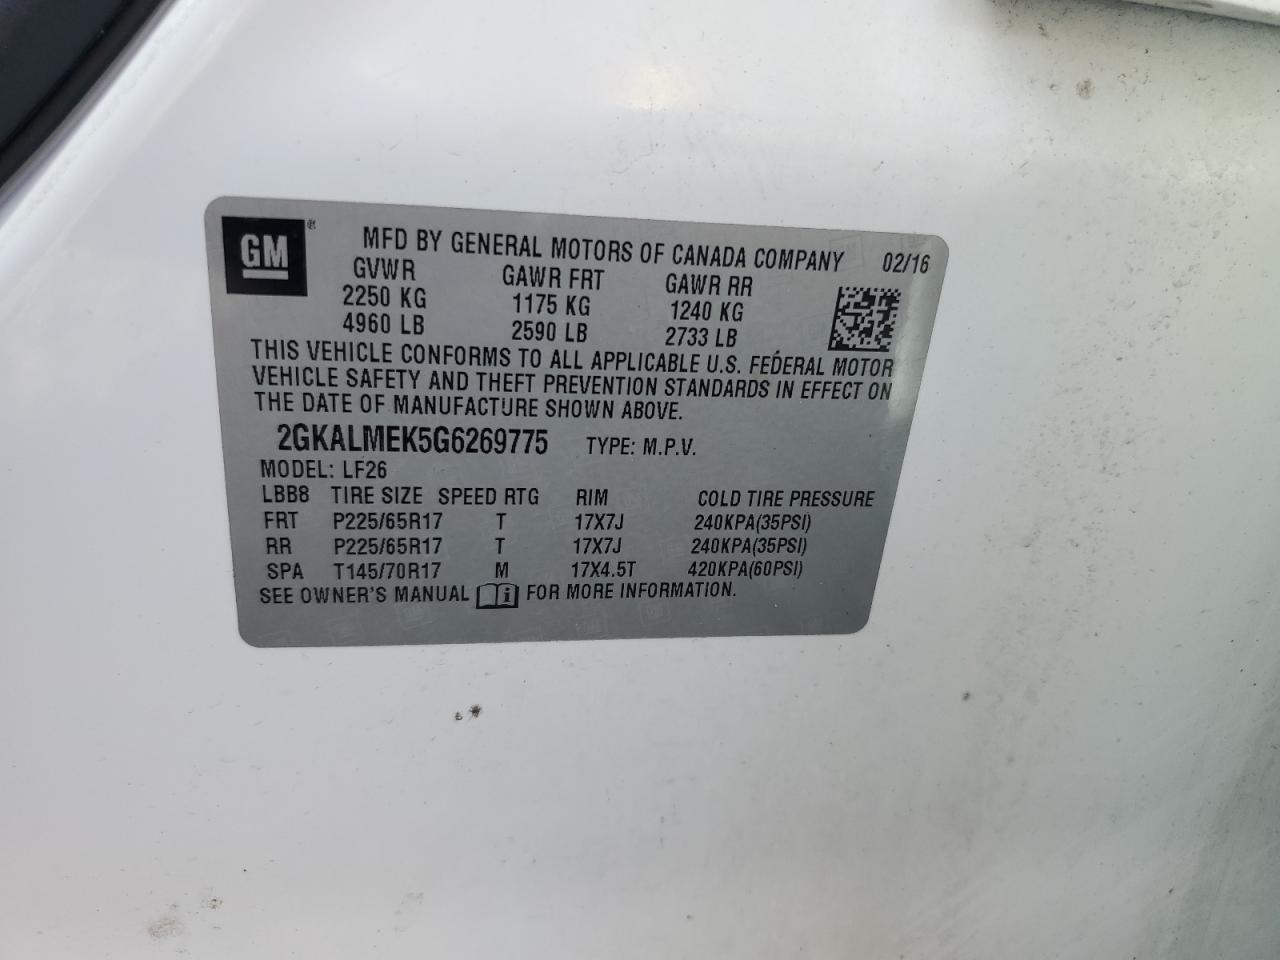 GM ®
MFD BY GENERAL MOTORS OF CANADA COMPANY 02/16
GVWR GAWR FRT GAWR RR
2250 KG 1175 KG 1240 KG
4960 LB 2590 LB 2733 LB
THIS VEHICLE CONFORMS TO ALL APPLICABLE U.S. FEDERAL MOTOR
VEHICLE SAFETY AND THEFT PREVENTION STANDARDS IN EFFECT ON
THE DATE OF MANUFACTURE SHOWN ABOVE.
2GKALMEK5G6269775 TYPE: M.P.V.
MODEL: LF26
LBB8 TIRE SIZE SPEED RTG RIM COLD TIRE PRESSURE
FRT P225/65R17 T 17X7J 240KPA(35PSI)
RR P225/65R17 T 17X7J 240KPA(35PSI)
SPA T145/70R17 M 17X4.5T 420KPA(60PSI)
SEE OWNER'S MANUAL i FOR MORE INFORMATION.